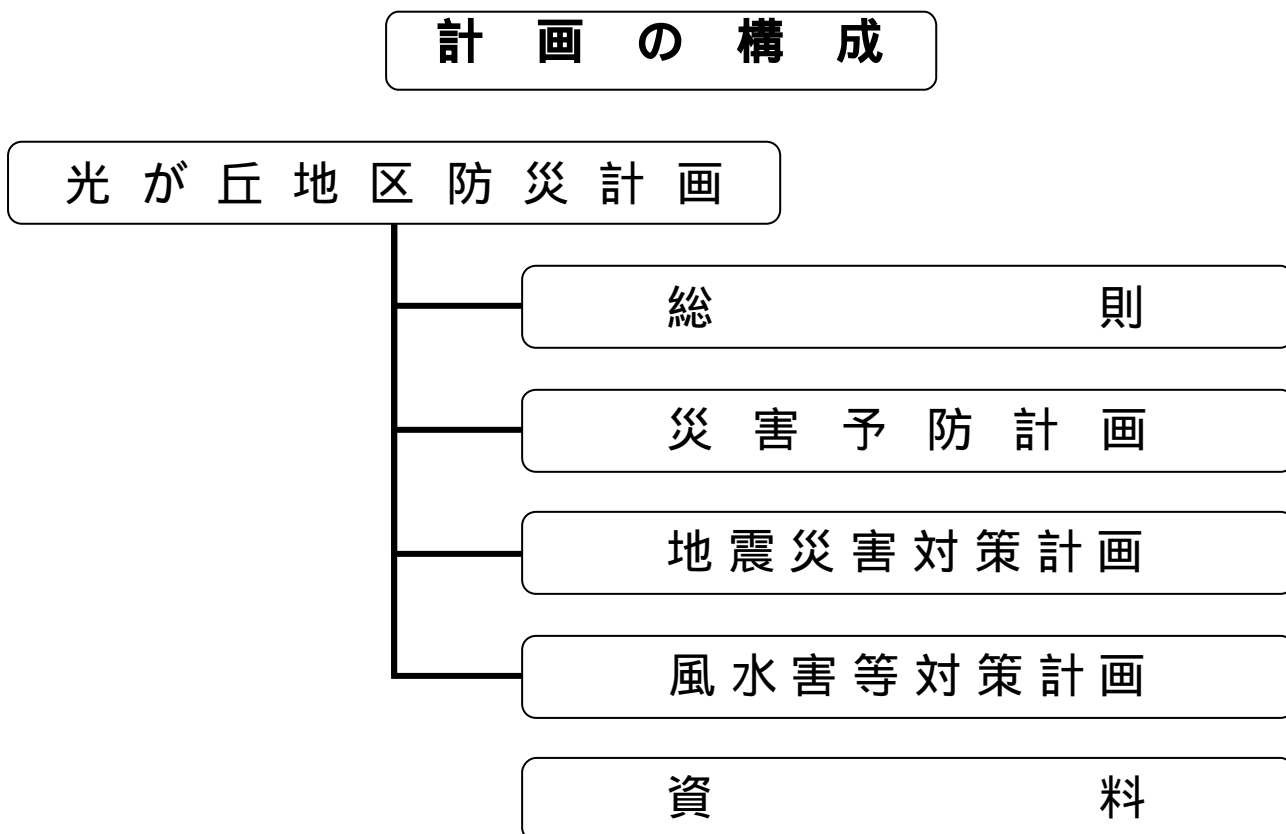 計画の構成
光が丘地区防災計画
総則
災害予防計画
地震災害対策計画
風水害等対策計画
資料